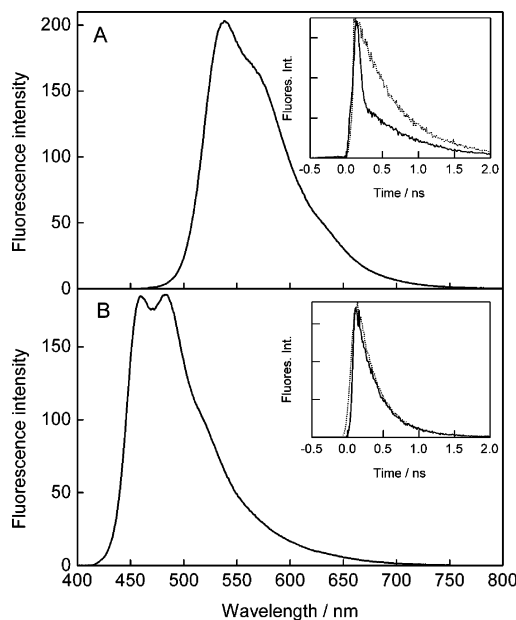 A
Fluorescence intensity
200
150
100
50
0
Fluores. Int.
-0.5 0.0 0.5 1.0 1.5 2.0
Time / ns
B
Fluorescence intensity
150
100
50
0
Fluores. Int.
-0.5 0.0 0.5 1.0 1.5 2.0
Time / ns
400 450 500 550 600 650 700 750 800
Wavelength / nm